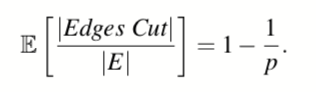 𝔼 [ |Edges Cut| / |E| ] = 1 − 1/p.